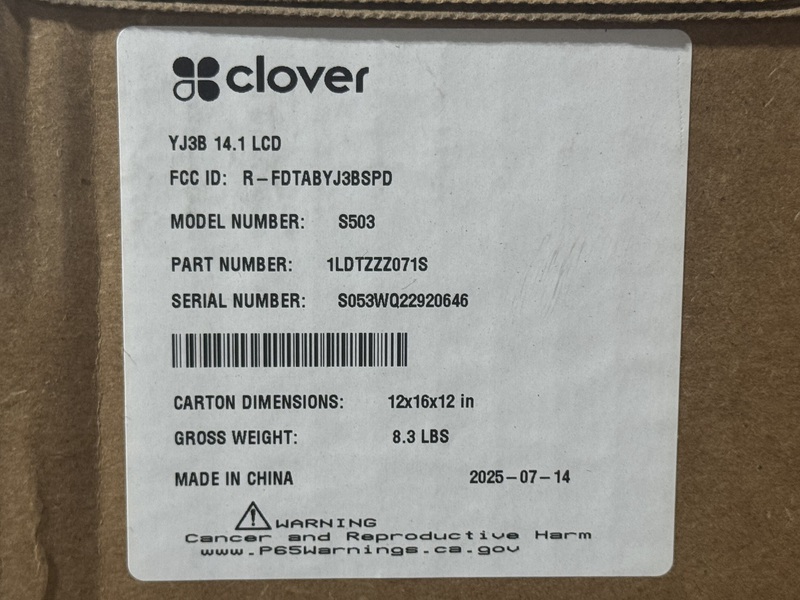 clover
YJ3B 14.1 LCD
FCC ID: R-FDTABYJ3BSPD
MODEL NUMBER: S503
PART NUMBER: 1LDTZZZ071S
SERIAL NUMBER: S053WQ22920646
CARTON DIMENSIONS: 12x16x12 in
GROSS WEIGHT: 8.3 LBS
MADE IN CHINA 2025-07-14
WARNING
Cancer and Reproductive Harm
www.P65Warnings.ca.gov